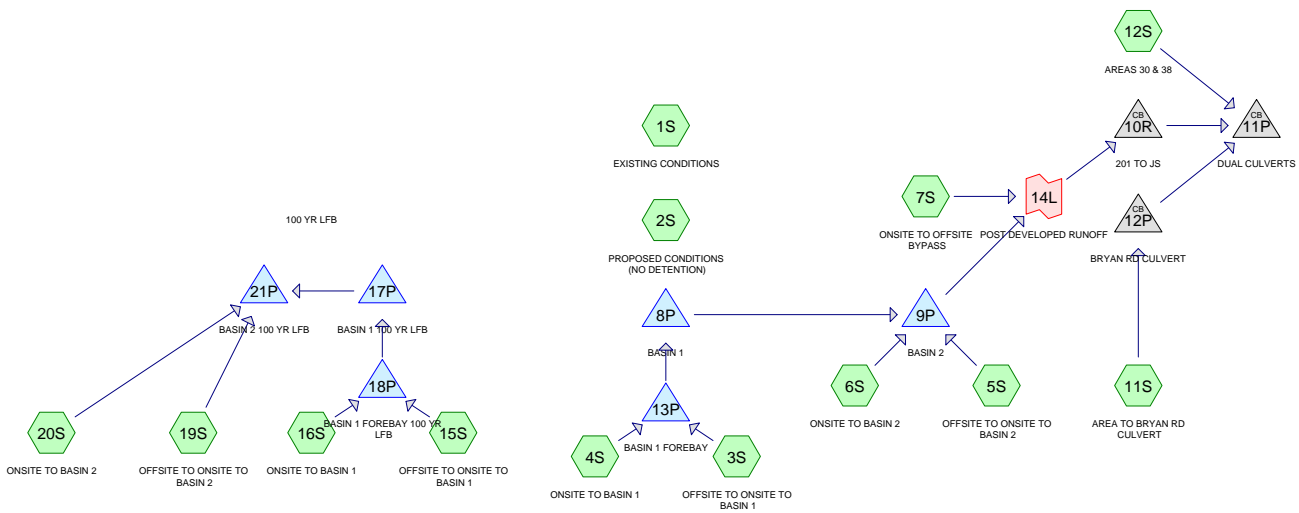 12S
AREAS 30 & 38
1S
EXISTING CONDITIONS
CB
10R
201 TO JS
CB
11P
DUAL CULVERTS
7S
ONSITE TO OFFSITE
BYPASS
14L
POST DEVELOPED RUNOFF
CB
12P
BRYAN RD CULVERT
100 YR LFB
2S
PROPOSED CONDITIONS
(NO DETENTION)
21P
BASIN 2 100 YR LFB
17P
BASIN 1 100 YR LFB
8P
BASIN 1
9P
BASIN 2
18P
BASIN 1 FOREBAY 100 YR
LFB
13P
BASIN 1 FOREBAY
6S
ONSITE TO BASIN 2
5S
OFFSITE TO ONSITE TO
BASIN 2
11S
AREA TO BRYAN RD
CULVERT
20S
ONSITE TO BASIN 2
19S
OFFSITE TO ONSITE TO
BASIN 2
16S
ONSITE TO BASIN 1
15S
OFFSITE TO ONSITE TO
BASIN 1
4S
ONSITE TO BASIN 1
3S
OFFSITE TO ONSITE TO
BASIN 1